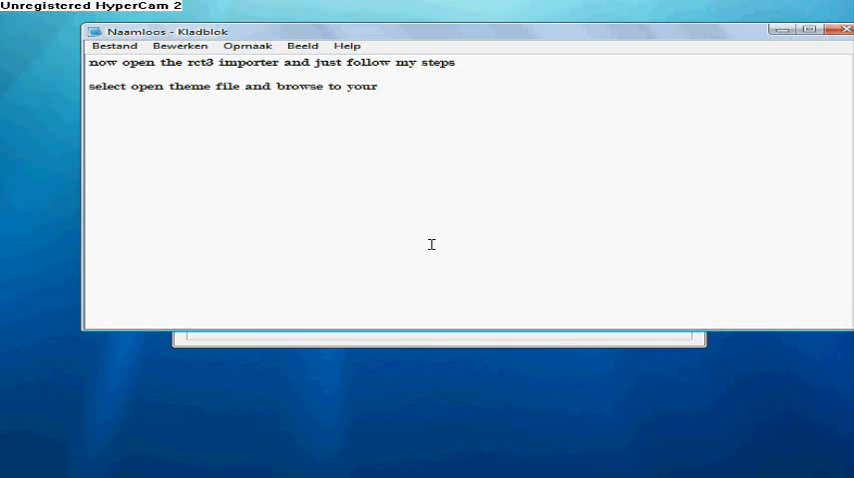 Unregistered HyperCam 2
Naamloos - Kladblok
Bestand Bewerken Opmaak Beeld Help
now open the rct3 importer and just follow my steps
select open theme file and browse to your